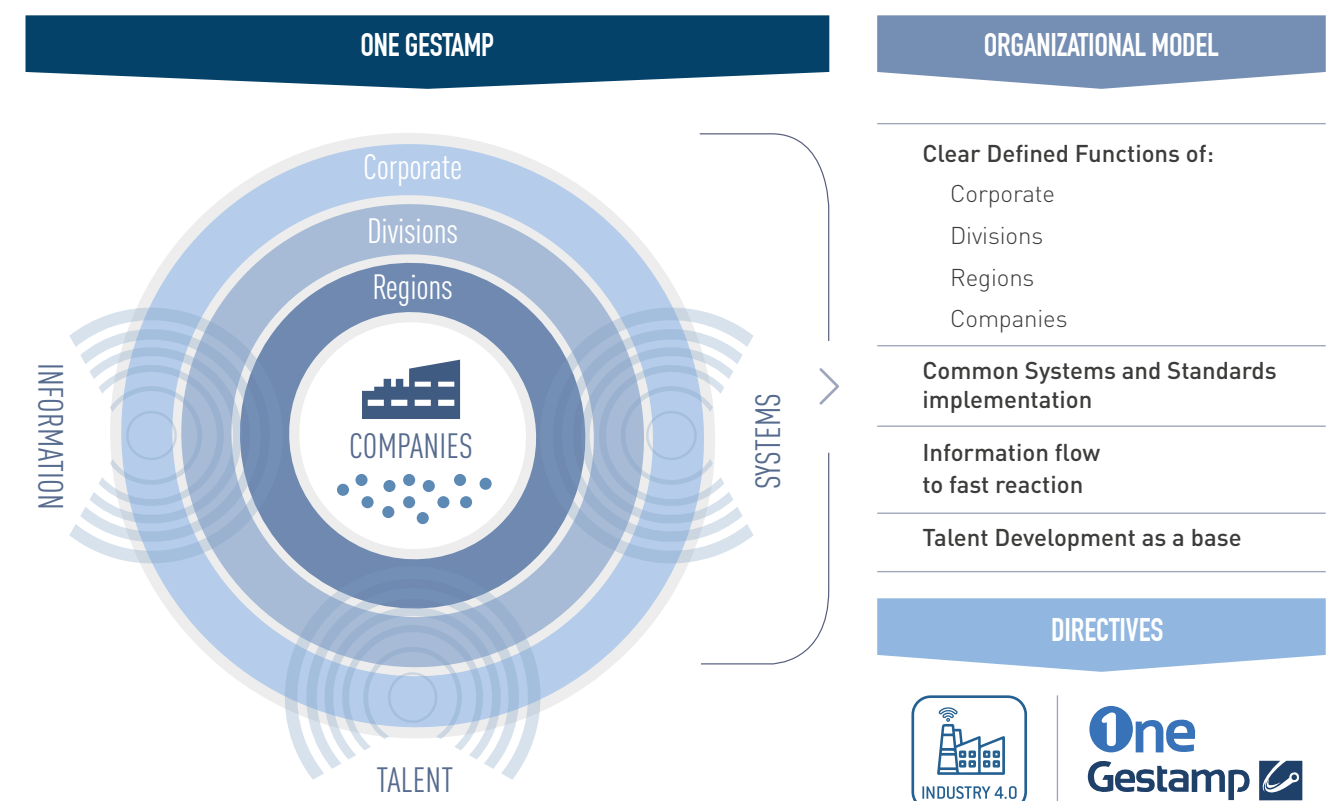 ONE GESTAMP
Corporate
Divisions
Regions
COMPANIES
INFORMATION
SYSTEMS
TALENT
ORGANIZATIONAL MODEL
Clear Defined Functions of:
Corporate
Divisions
Regions
Companies
Common Systems and Standards
implementation
Information flow
to fast reaction
Talent Development as a base
DIRECTIVES
INDUSTRY 4.0
One
Gestamp